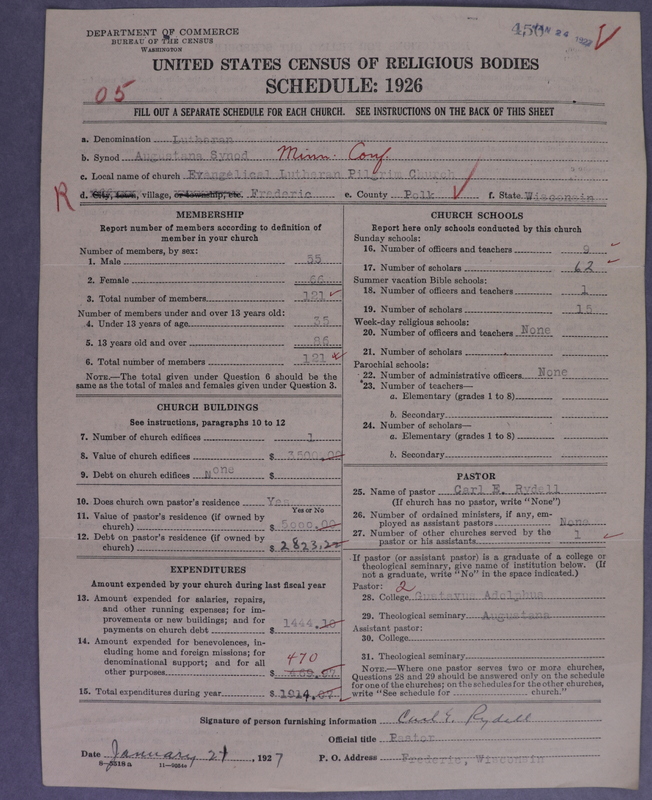 DEPARTMENT OF COMMERCE
BUREAU OF THE CENSUS
WASHINGTON
450 JAN 24 1927
UNITED STATES CENSUS OF RELIGIOUS BODIES
SCHEDULE: 1926
05
FILL OUT A SEPARATE SCHEDULE FOR EACH CHURCH. SEE INSTRUCTIONS ON THE BACK OF THIS SHEET
a. Denomination Lutheran
b. Synod Augustana Synod Minn. Conf.
c. Local name of church Evangelical Lutheran Pilgrim Church
R d. City, town, village, or township, etc. Frederic e. County Polk f. State Wisconsin
MEMBERSHIP
Report number of members according to definition of member in your church
Number of members, by sex:
1. Male 55
2. Female 66
3. Total number of members 121
Number of members under and over 13 years old:
4. Under 13 years of age 35
5. 13 years old and over 86
6. Total number of members 121
NOTE.—The total given under Question 6 should be the same as the total of males and females given under Question 3.
CHURCH BUILDINGS
See instructions, paragraphs 10 to 12
7. Number of church edifices 1
8. Value of church edifices $ 3500.00
9. Debt on church edifices None $
10. Does church own pastor's residence Yes
Yes or No
11. Value of pastor's residence (if owned by church) $ 5000.00
12. Debt on pastor's residence (if owned by church) $ 2823.22
EXPENDITURES
Amount expended by your church during last fiscal year
13. Amount expended for salaries, repairs, and other running expenses; for improvements or new buildings; and for payments on church debt $ 1444.10
14. Amount expended for benevolences, including home and foreign missions; for denominational support; and for all other purposes $ 470
15. Total expenditures during year $ 1914.07
CHURCH SCHOOLS
Report here only schools conducted by this church
Sunday schools:
16. Number of officers and teachers 9
17. Number of scholars 62
Summer vacation Bible schools:
18. Number of officers and teachers 1
19. Number of scholars 15
Week-day religious schools:
20. Number of officers and teachers None
21. Number of scholars
Parochial schools:
22. Number of administrative officers None
23. Number of teachers—
a. Elementary (grades 1 to 8)
b. Secondary
24. Number of scholars—
a. Elementary (grades 1 to 8)
b. Secondary
PASTOR
25. Name of pastor Carl E. Rydell
(If church has no pastor, write "None")
26. Number of ordained ministers, if any, employed as assistant pastors None
27. Number of other churches served by the pastor or his assistants 1
If pastor (or assistant pastor) is a graduate of a college or theological seminary, give name of institution below. (If not a graduate, write "No" in the space indicated.)
Pastor: 2
28. College Gustavus Adolphus
29. Theological seminary Augustana
Assistant pastor:
30. College
31. Theological seminary
NOTE.—Where one pastor serves two or more churches, Questions 28 and 29 should be answered only on the schedule for one of the churches; on the schedules for the other churches, write "See schedule for church."
Signature of person furnishing information Carl E. Rydell
Official title Pastor
Date January 21, 1927 P. O. Address Frederic, Wisconsin
8-5318a